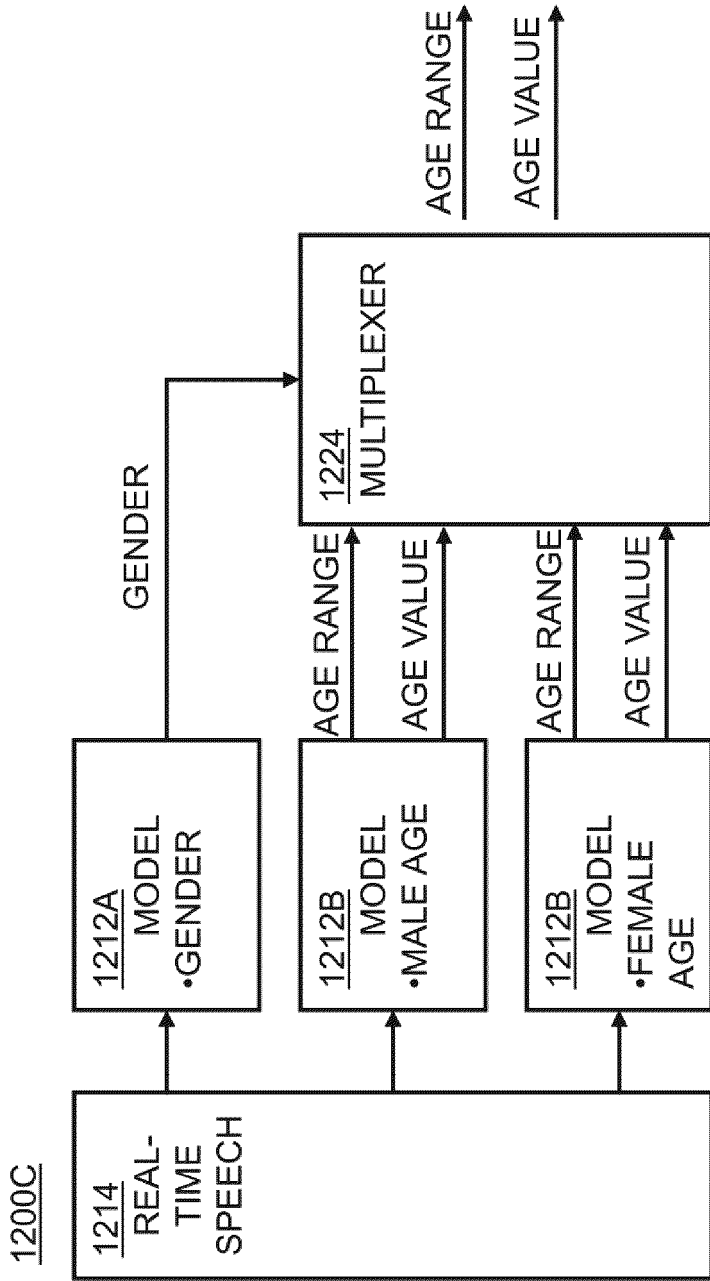 1200C
1214
REAL-
TIME
SPEECH
1212A
MODEL
•GENDER
1212B
MODEL
•MALE AGE
1212B
MODEL
•FEMALE
AGE
GENDER
AGE RANGE
AGE VALUE
AGE RANGE
AGE VALUE
1224
MULTIPLEXER
AGE RANGE
AGE VALUE